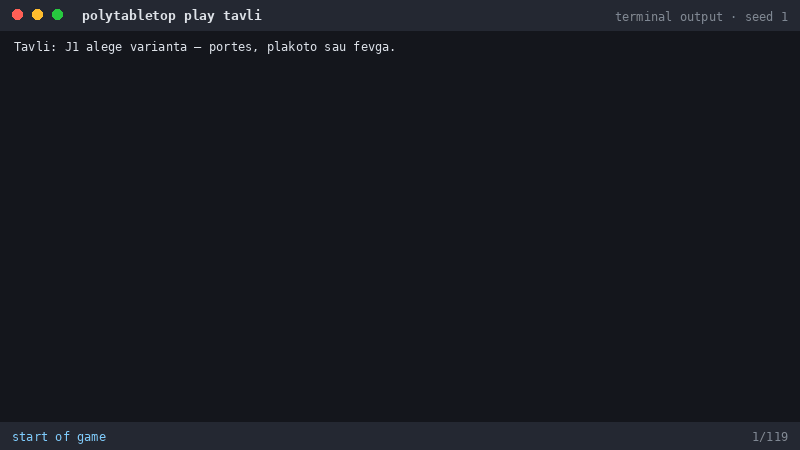 polytabletop play tavli
terminal output · seed 1
Tavli: J1 alege varianta — portes, plakoto sau fevga.
start of game
1/119